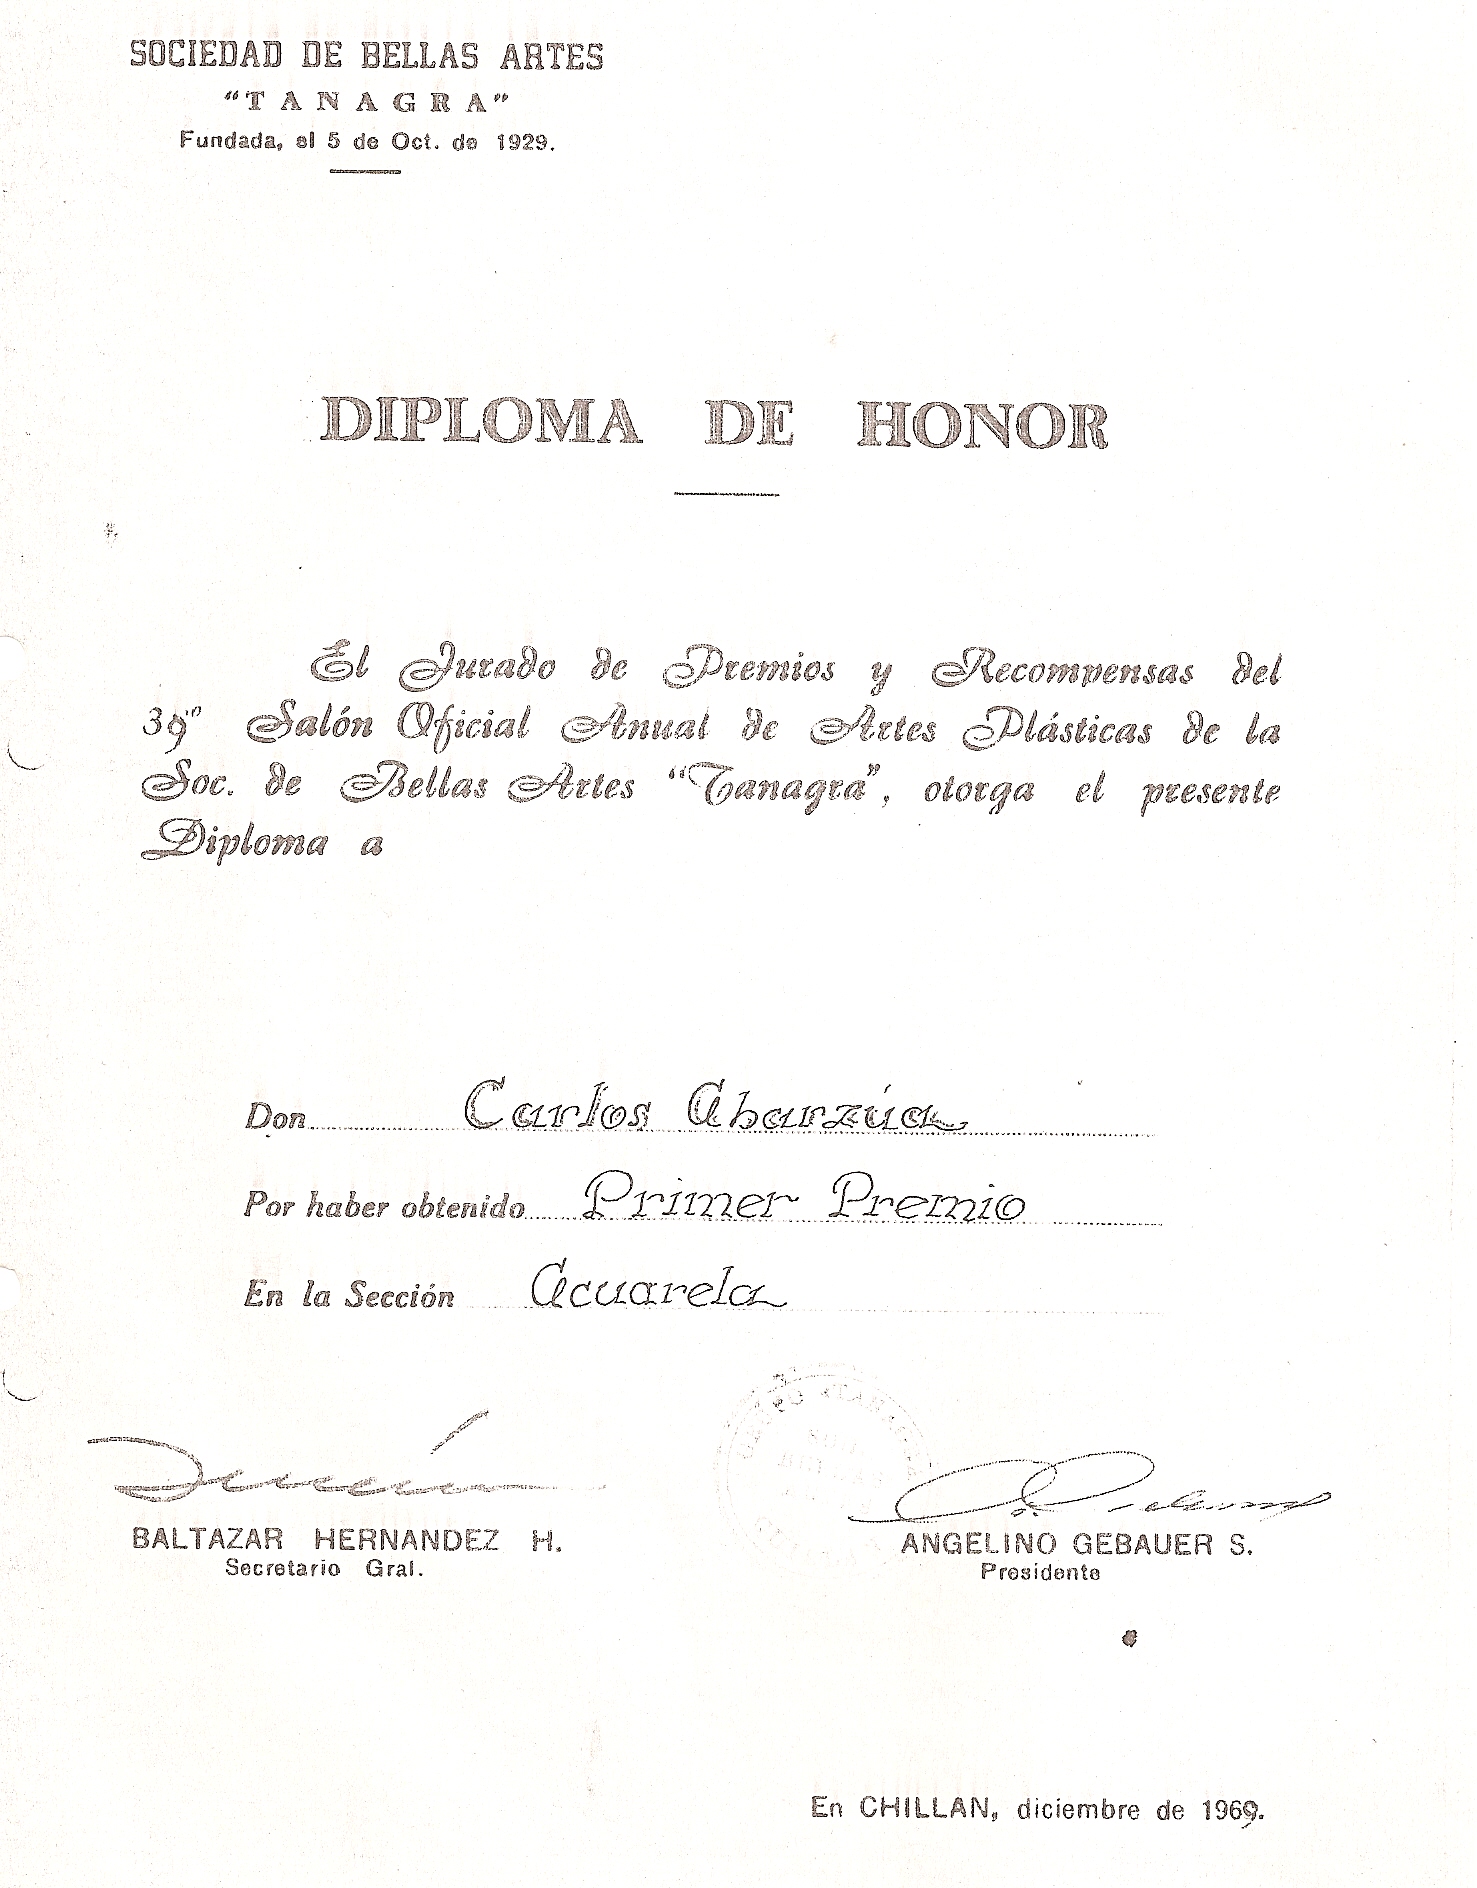 SOCIEDAD DE BELLAS ARTES
"TANAGRA"
Fundada, el 5 de Oct. de 1929.
DIPLOMA DE HONOR
El Jurado de Premios y Recompensas del
39º Salón Oficial Anual de Artes Plásticas de la
Soc. de Bellas Artes "Tanagra", otorga el presente
Diploma a
Don Carlos Abarzúa
Por haber obtenido Primer Premio
En la Sección Acuarela
BALTAZAR HERNANDEZ H.
Secretario Gral.
ANGELINO GEBAUER S.
Presidente
En CHILLAN, diciembre de 1969.